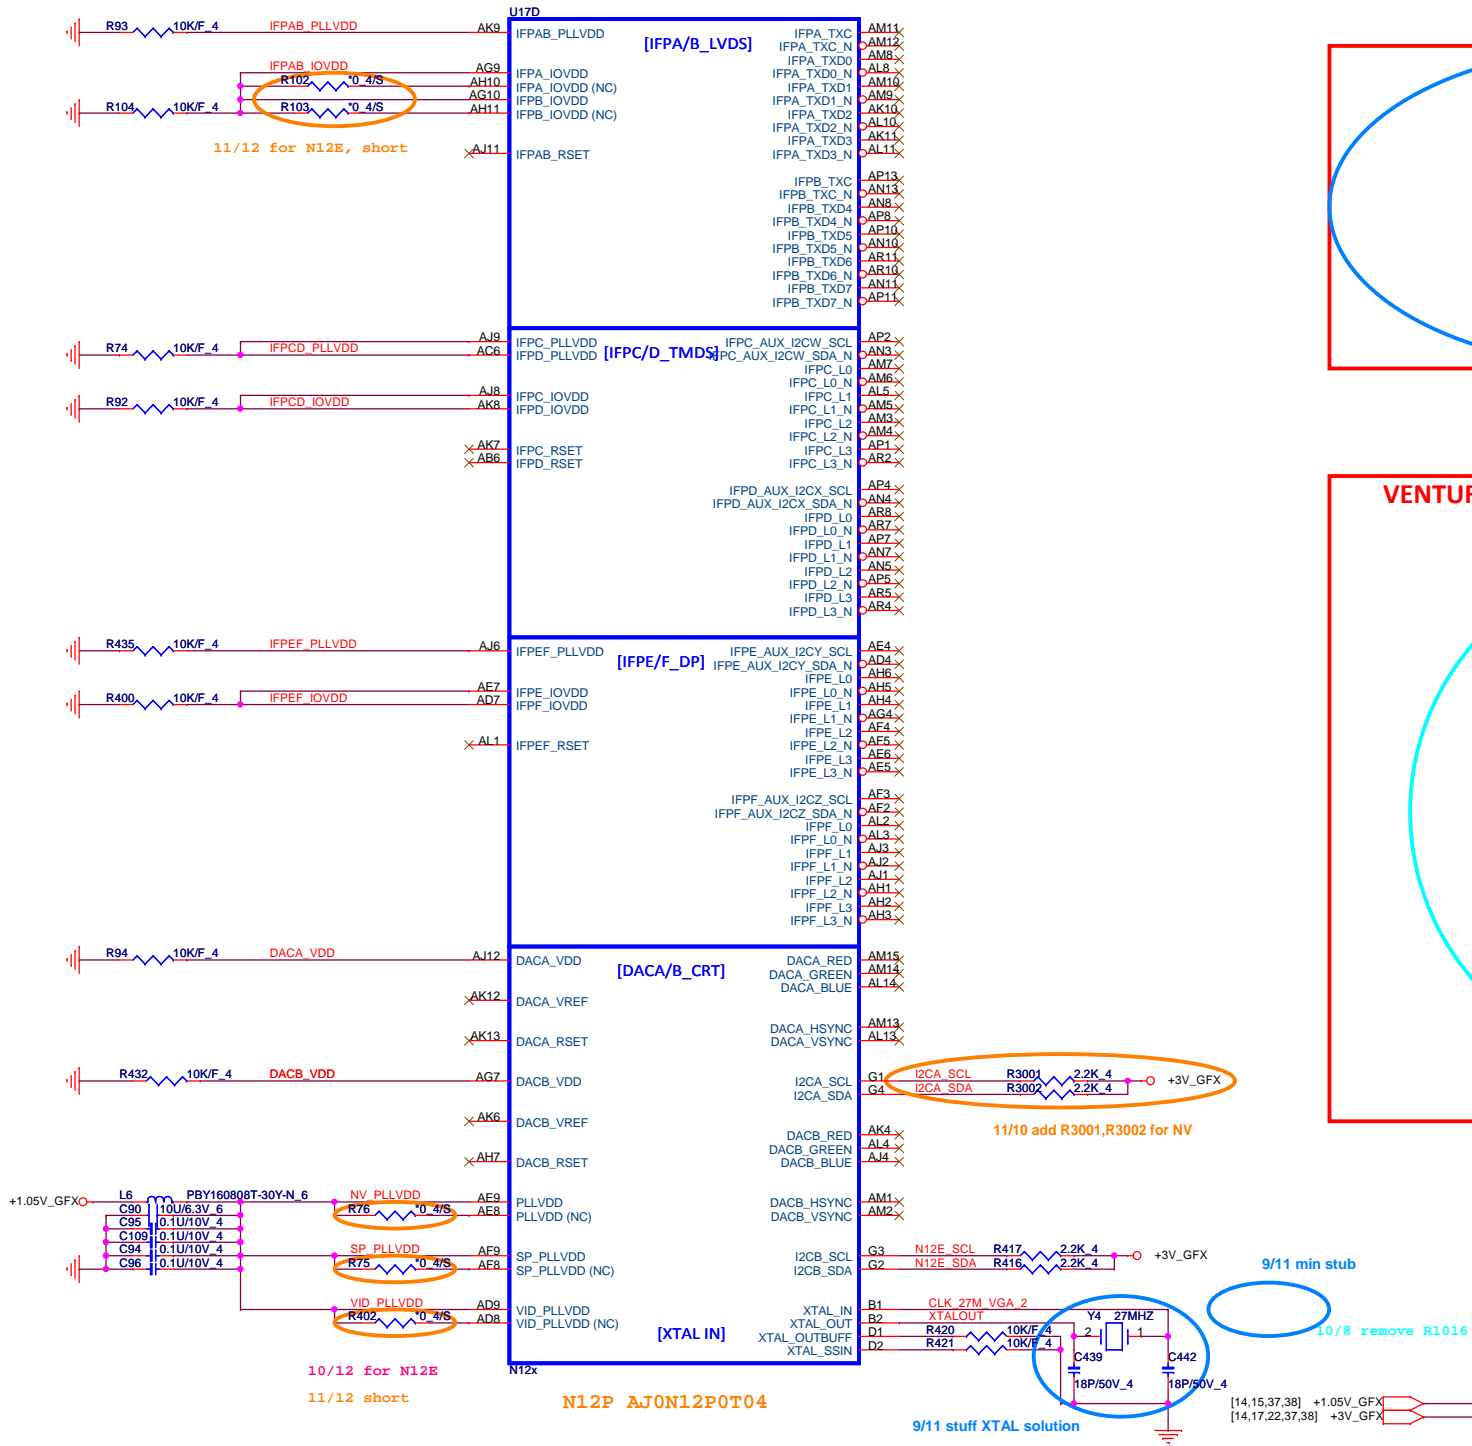 U17D
R93 10K/F_4 IFPAB_PLLVDD AK9 IFPAB_PLLVDD
[IFPA/B_LVDS]
IFPAB_IOVDD AG9 IFPA_IOVDD
R102 *0_4/S AH10 IFPA_IOVDD (NC)
AG10 IFPB_IOVDD
R104 10K/F_4 R103 *0_4/S AH11 IFPB_IOVDD (NC)
11/12 for N12E, short
AJ11 IFPAB_RSET
IFPA_TXC AM11
IFPA_TXC_N AM12
IFPA_TXD0 AM8
IFPA_TXD0_N AL8
IFPA_TXD1 AM10
IFPA_TXD1_N AM9
IFPA_TXD2 AK10
IFPA_TXD2_N AL10
IFPA_TXD3 AK11
IFPA_TXD3_N AL11
IFPB_TXC AP13
IFPB_TXC_N AN13
IFPB_TXD4 AN8
IFPB_TXD4_N AP8
IFPB_TXD5 AP10
IFPB_TXD5_N AN10
IFPB_TXD6 AR11
IFPB_TXD6_N AR10
IFPB_TXD7 AN11
IFPB_TXD7_N AP11
AJ9 IFPC_PLLVDD
R74 10K/F_4 IFPCD_PLLVDD AC6 IFPD_PLLVDD
[IFPC/D_TMDS]
AJ8 IFPC_IOVDD
R92 10K/F_4 IFPCD_IOVDD AK8 IFPD_IOVDD
AK7 IFPC_RSET
AB6 IFPD_RSET
IFPC_AUX_I2CW_SCL AP2
IFPC_AUX_I2CW_SDA_N AN3
IFPC_L0 AM7
IFPC_L0_N AM6
IFPC_L1 AL5
IFPC_L1_N AM5
IFPC_L2 AM3
IFPC_L2_N AM4
IFPC_L3 AP1
IFPC_L3_N AR2
IFPD_AUX_I2CX_SCL AP4
IFPD_AUX_I2CX_SDA_N AN4
IFPD_L0 AR8
IFPD_L0_N AR7
IFPD_L1 AP7
IFPD_L1_N AN7
IFPD_L2 AN5
IFPD_L2_N AP5
IFPD_L3 AR5
IFPD_L3_N AR4
R435 10K/F_4 IFPEF_PLLVDD AJ6 IFPEF_PLLVDD
[IFPE/F_DP]
AE7 IFPE_IOVDD
R400 10K/F_4 IFPEF_IOVDD AD7 IFPF_IOVDD
AL1 IFPEF_RSET
IFPE_AUX_I2CY_SCL AE4
IFPE_AUX_I2CY_SDA_N AD4
IFPE_L0 AH6
IFPE_L0_N AH5
IFPE_L1 AH4
IFPE_L1_N AG4
IFPE_L2 AF4
IFPE_L2_N AF5
IFPE_L3 AE6
IFPE_L3_N AE5
IFPF_AUX_I2CZ_SCL AF3
IFPF_AUX_I2CZ_SDA_N AF2
IFPF_L0 AL2
IFPF_L0_N AL3
IFPF_L1 AJ3
IFPF_L1_N AJ2
IFPF_L2 AJ1
IFPF_L2_N AH1
IFPF_L3 AH2
IFPF_L3_N AH3
R94 10K/F_4 DACA_VDD AJ12 DACA_VDD
[DACA/B_CRT]
AK12 DACA_VREF
AK13 DACA_RSET
R432 10K/F_4 DACB_VDD AG7 DACB_VDD
AK6 DACB_VREF
AH7 DACB_RSET
DACA_RED AM15
DACA_GREEN AM14
DACA_BLUE AL14
DACA_HSYNC AM13
DACA_VSYNC AL13
I2CA_SCL G1 I2CA_SCL R3001 2.2K_4 +3V_GFX
I2CA_SDA G4 I2CA_SDA R3002 2.2K_4
11/10 add R3001,R3002 for NV
DACB_RED AK4
DACB_GREEN AL4
DACB_BLUE AJ4
DACB_HSYNC AM1
DACB_VSYNC AM2
+1.05V_GFX L6 PBY160808T-30Y-N_6 NV_PLLVDD AE9 PLLVDD
C90 10U/6.3V_6 R76 *0_4/S AE8 PLLVDD (NC)
C95 0.1U/10V_4
C109 0.1U/10V_4
C94 0.1U/10V_4 SP_PLLVDD AF9 SP_PLLVDD
C96 0.1U/10V_4 R75 *0_4/S AF8 SP_PLLVDD (NC)
VID_PLLVDD AD9 VID_PLLVDD
R402 *0_4/S AD8 VID_PLLVDD (NC)
[XTAL IN]
I2CB_SCL G3 N12E_SCL R417 2.2K_4 +3V_GFX
I2CB_SDA G2 N12E_SDA R416 2.2K_4
XTAL_IN B1 CLK_27M_VGA_2
XTAL_OUT B2 XTALOUT
XTAL_OUTBUFF D1 R420 10K/F_4
XTAL_SSIN D2 R421 10K/F_4
Y4 27MHZ
2 1
C439 C442
18P/50V_4 18P/50V_4
9/11 min stub
10/8 remove R1016
10/12 for N12E
11/12 short
N12x
N12P AJ0N12P0T04
9/11 stuff XTAL solution
[14,15,37,38] +1.05V_GFX
[14,17,22,37,38] +3V_GFX